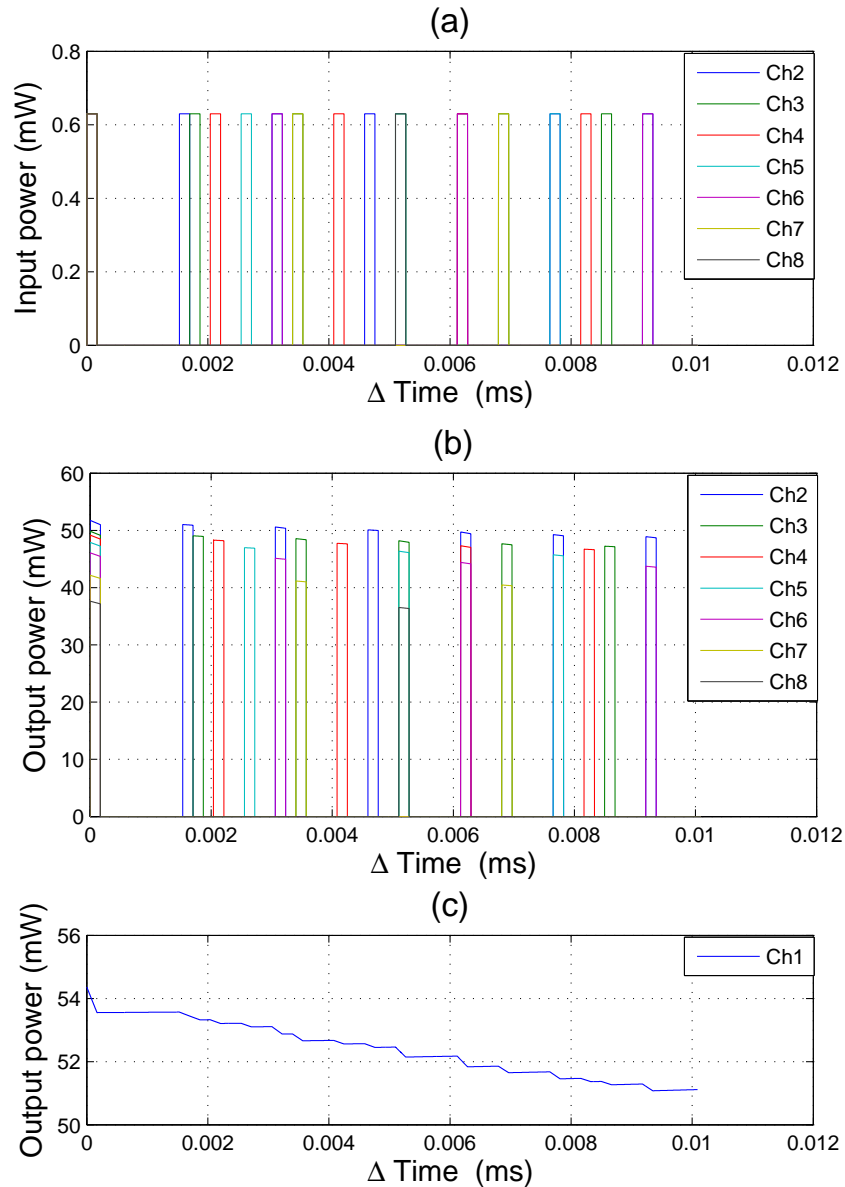 (a)
Input power (mW)
0.8
0.6
0.4
0.2
0
0 0.002 0.004 0.006 0.008 0.01 0.012
Δ Time (ms)
Ch2
Ch3
Ch4
Ch5
Ch6
Ch7
Ch8
(b)
Output power (mW)
60
50
40
30
20
10
0
0 0.002 0.004 0.006 0.008 0.01 0.012
Δ Time (ms)
Ch2
Ch3
Ch4
Ch5
Ch6
Ch7
Ch8
(c)
Output power (mW)
56
54
52
50
0 0.002 0.004 0.006 0.008 0.01 0.012
Δ Time (ms)
Ch1